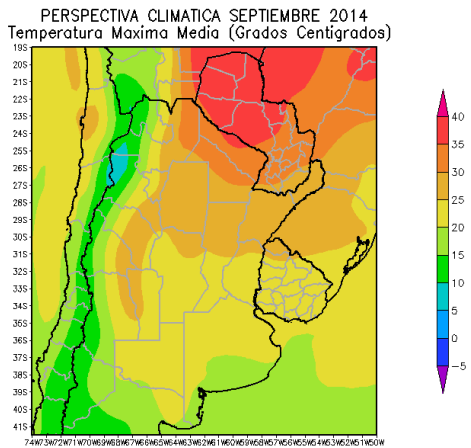 PERSPECTIVA CLIMATICA SEPTIEMBRE 2014
Temperatura Maxima Media (Grados Centigrados)
19S
20S
21S
22S
23S
24S
25S
26S
27S
28S
29S
30S
31S
32S
33S
34S
35S
36S
37S
38S
39S
40S
41S
74W73W72W71W70W69W68W67W66W65W64W63W62W61W60W59W58W57W56W55W54W53W52W51W50W
40
35
30
25
20
15
10
5
0
-5